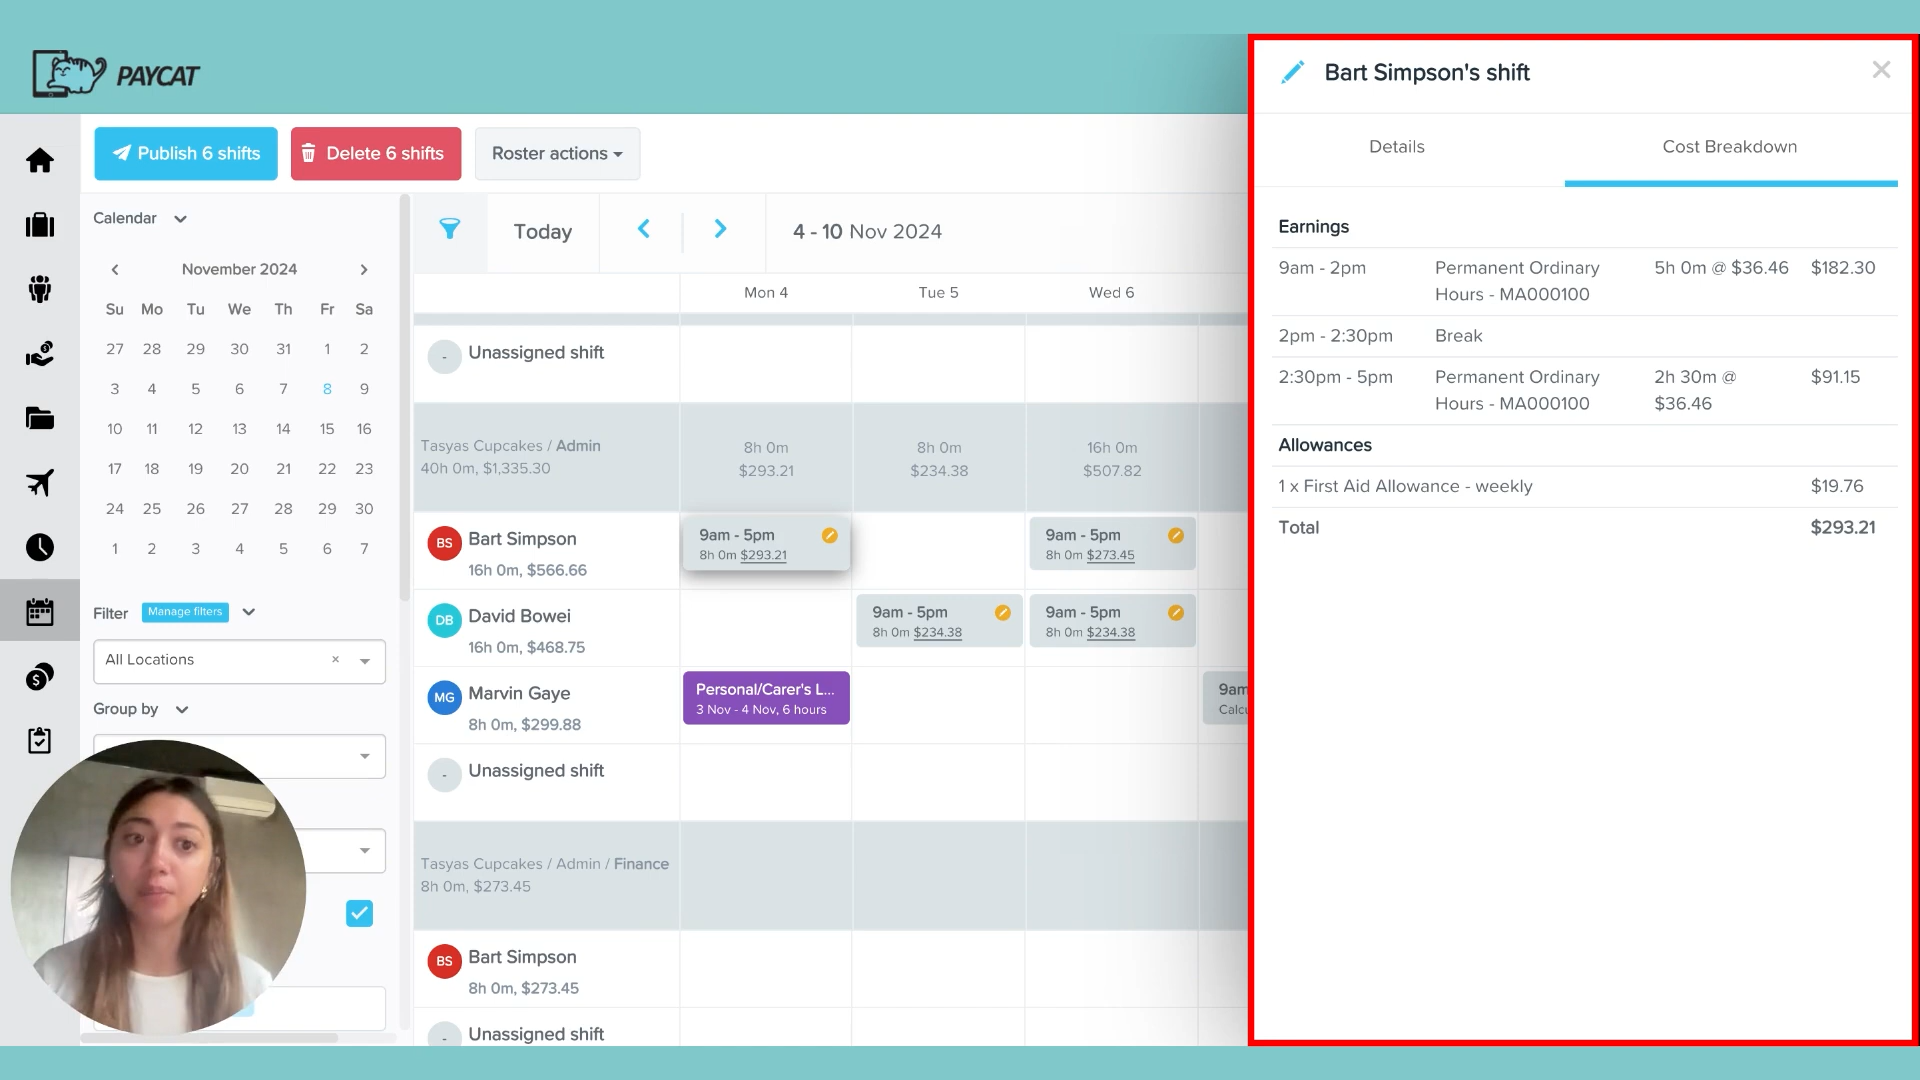 PAYCAT
Publish 6 shifts
Delete 6 shifts
Roster actions
Calendar
November 2024
Su Mo Tu We Th Fr Sa
27 28 29 30 31 1 2
3 4 5 6 7 8 9
10 11 12 13 14 15 16
17 18 19 20 21 22 23
24 25 26 27 28 29 30
1 2 3 4 5 6 7
Filter Manage filters
All Locations ×
Group by
Today
4 - 10 Nov 2024
Mon 4 Tue 5 Wed 6
- Unassigned shift
Tasyas Cupcakes / Admin
40h 0m, $1,335.30
8h 0m
$293.21
8h 0m
$234.38
16h 0m
$507.82
BS Bart Simpson
16h 0m, $566.66
9am - 5pm
8h 0m $293.21
9am - 5pm
8h 0m $273.45
DB David Bowei
16h 0m, $468.75
9am - 5pm
8h 0m $234.38
9am - 5pm
8h 0m $234.38
MG Marvin Gaye
8h 0m, $299.88
Personal/Carer's L...
3 Nov - 4 Nov, 6 hours
9am
Calcu
- Unassigned shift
Tasyas Cupcakes / Admin / Finance
8h 0m, $273.45
BS Bart Simpson
8h 0m, $273.45
- Unassigned shift
Bart Simpson's shift
Details Cost Breakdown
Earnings
9am - 2pm Permanent Ordinary 5h 0m @ $36.46 $182.30
Hours - MA000100
2pm - 2:30pm Break
2:30pm - 5pm Permanent Ordinary 2h 30m @ $91.15
Hours - MA000100 $36.46
Allowances
1 x First Aid Allowance - weekly $19.76
Total $293.21